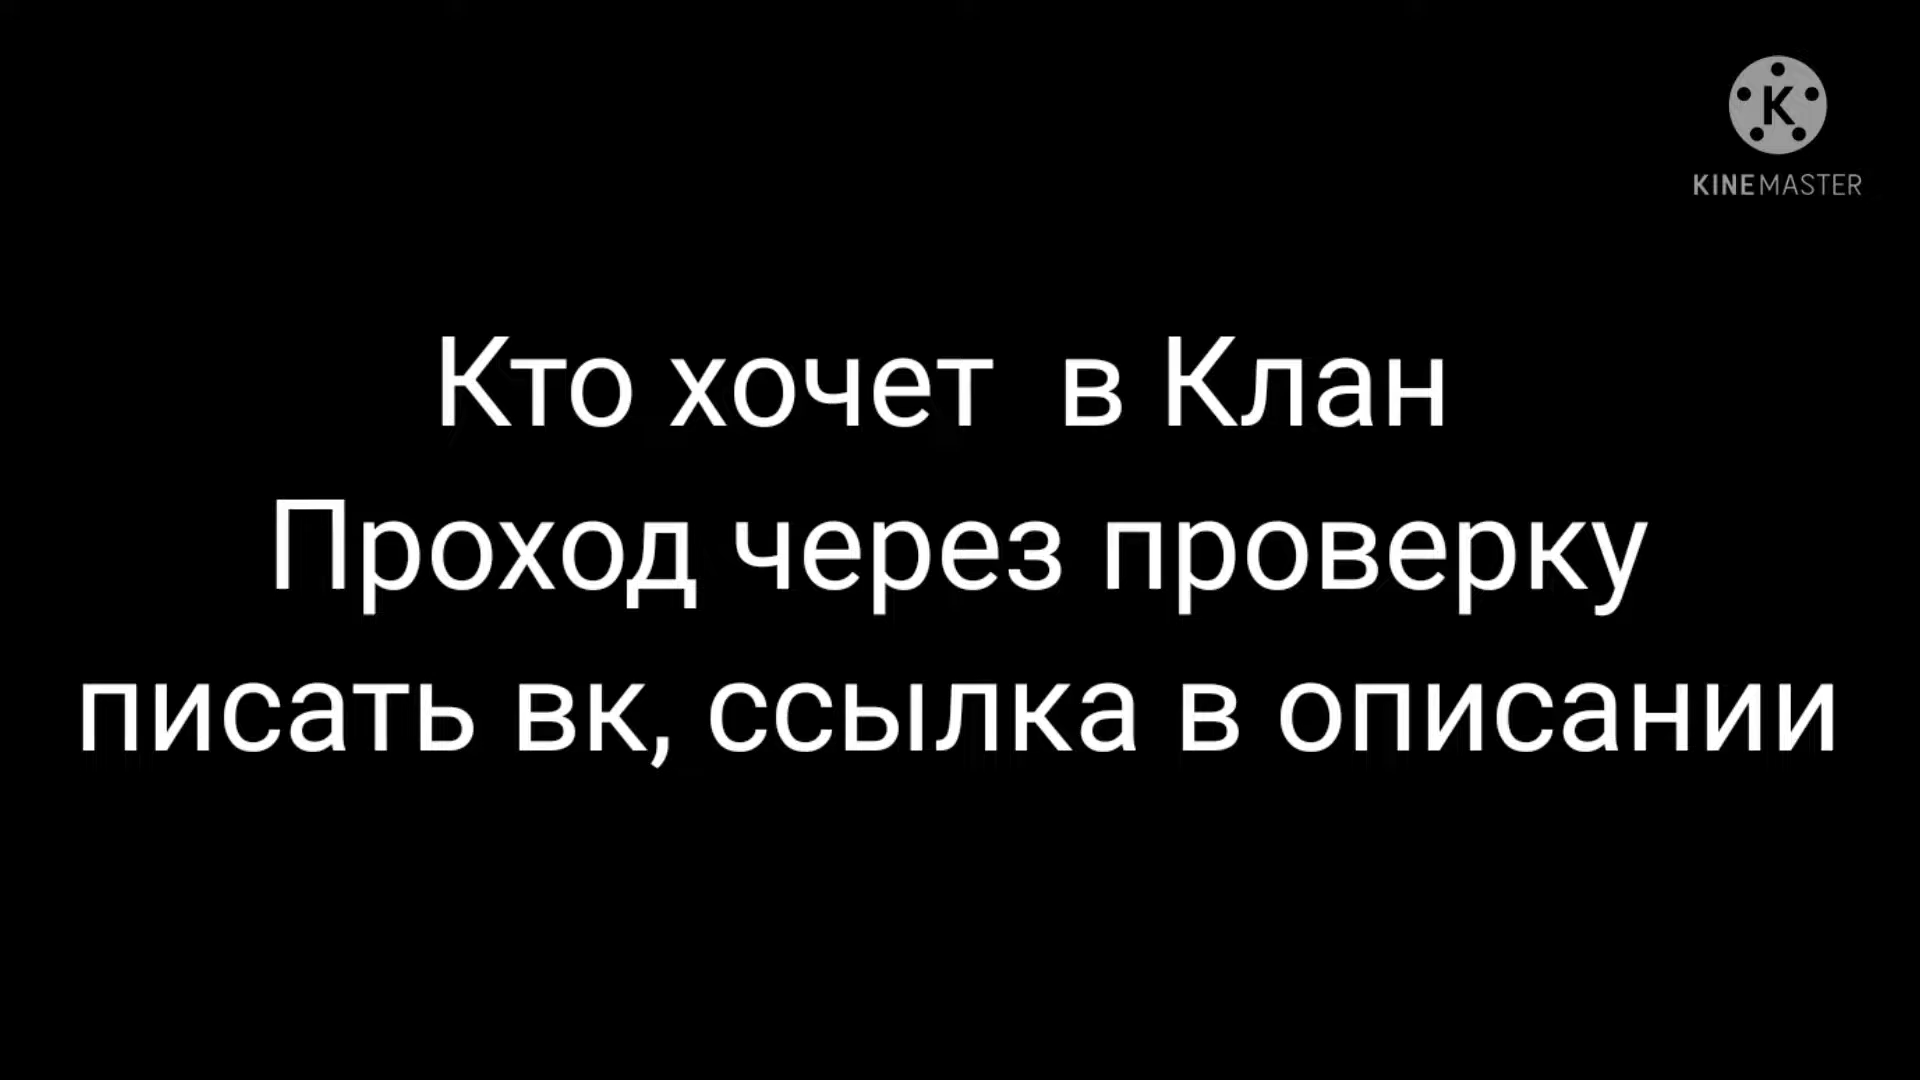 K
KINEMASTER
Кто хочет  в Клан
Проход через проверку
писать вк, ссылка в описании